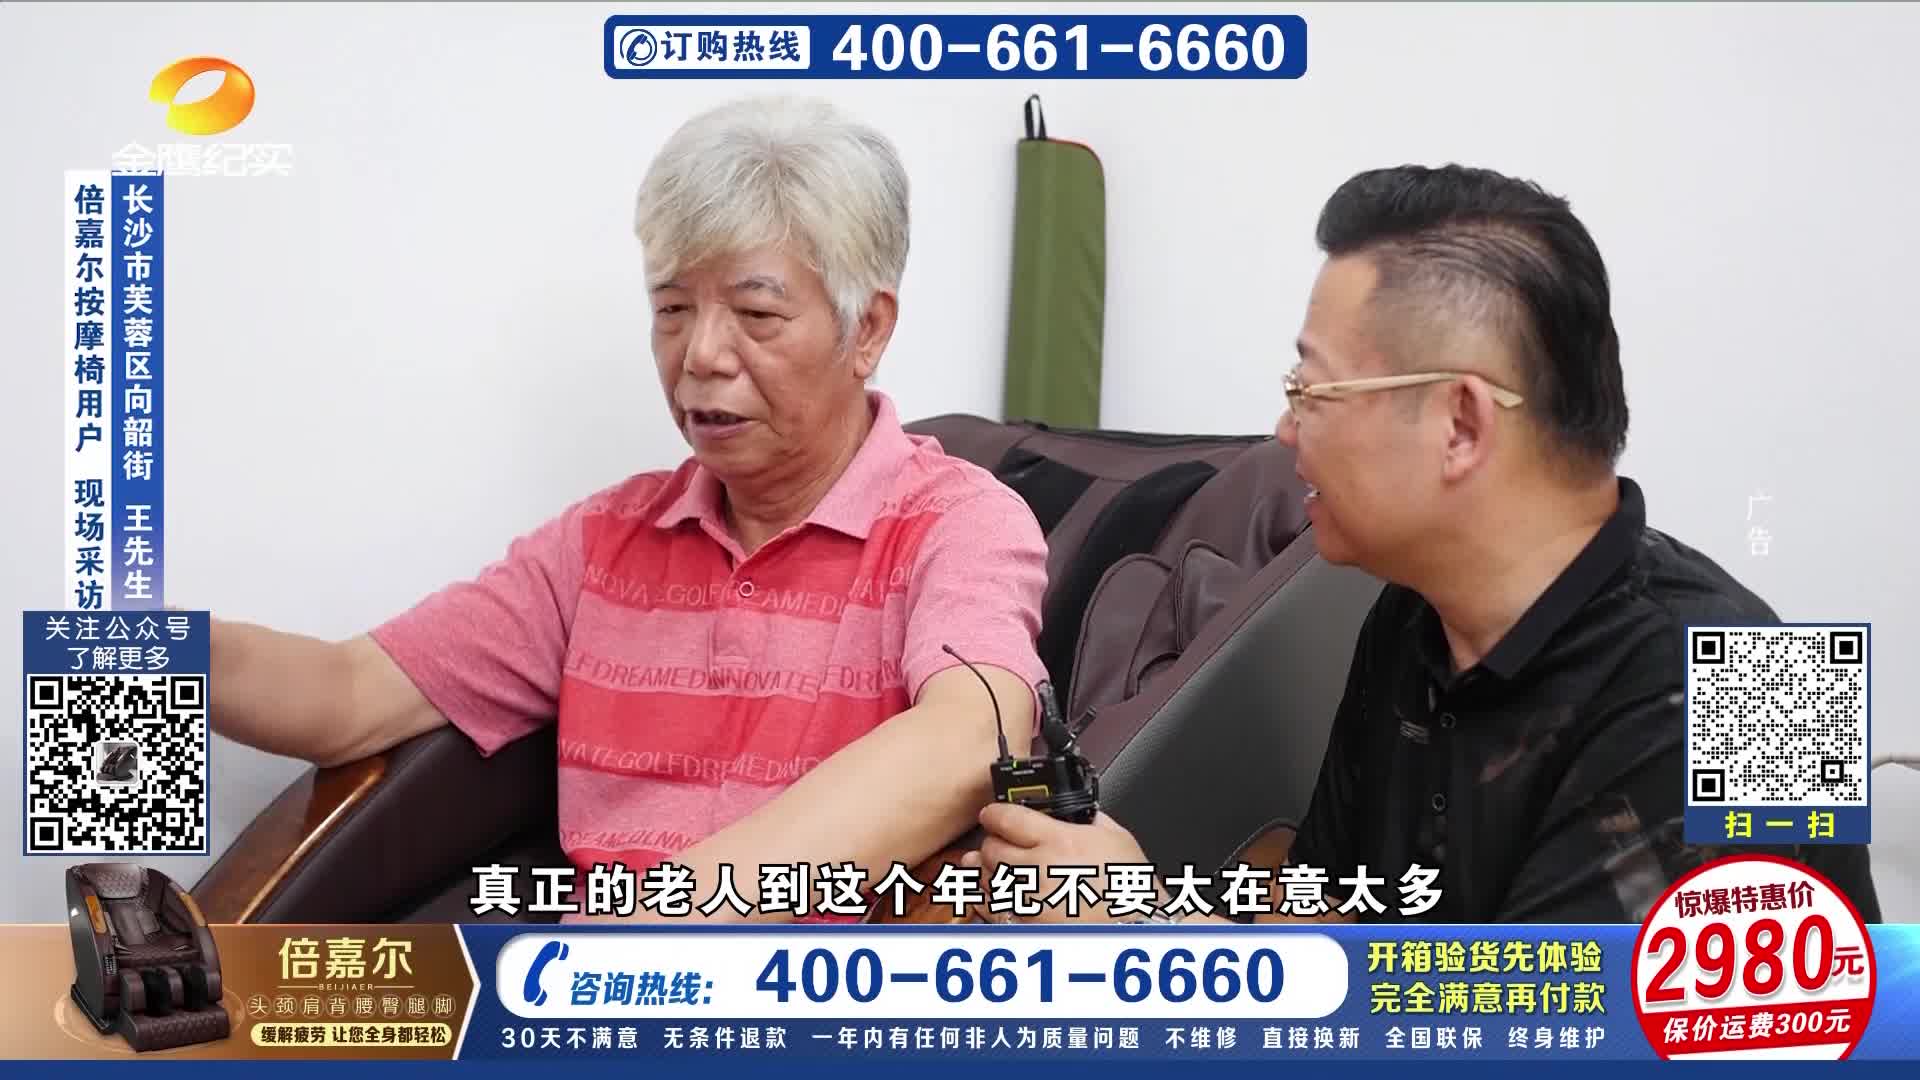 订购热线 400-661-6660
金鹰纪实
长沙市芙蓉区向韶街 王先生
倍嘉尔按摩椅用户 现场采访
广告
关注公众号
了解更多
扫一扫
INNOVATEGOLFDREAMEDINNOVATEGOL
GOLFDREAMEDINNOVATEGOLFDREA
NNOVATEGOLFDREAMEDINNO
真正的老人到这个年纪不要太在意太多
倍嘉尔
BEIJIAER
头颈肩背腰臀腿脚
缓解疲劳 让您全身都轻松
咨询热线: 400-661-6660
开箱验货先体验
完全满意再付款
30天不满意 无条件退款 一年内有任何非人为质量问题 不维修 直接换新 全国联保 终身维护
惊爆特惠价
2980元
保价运费300元